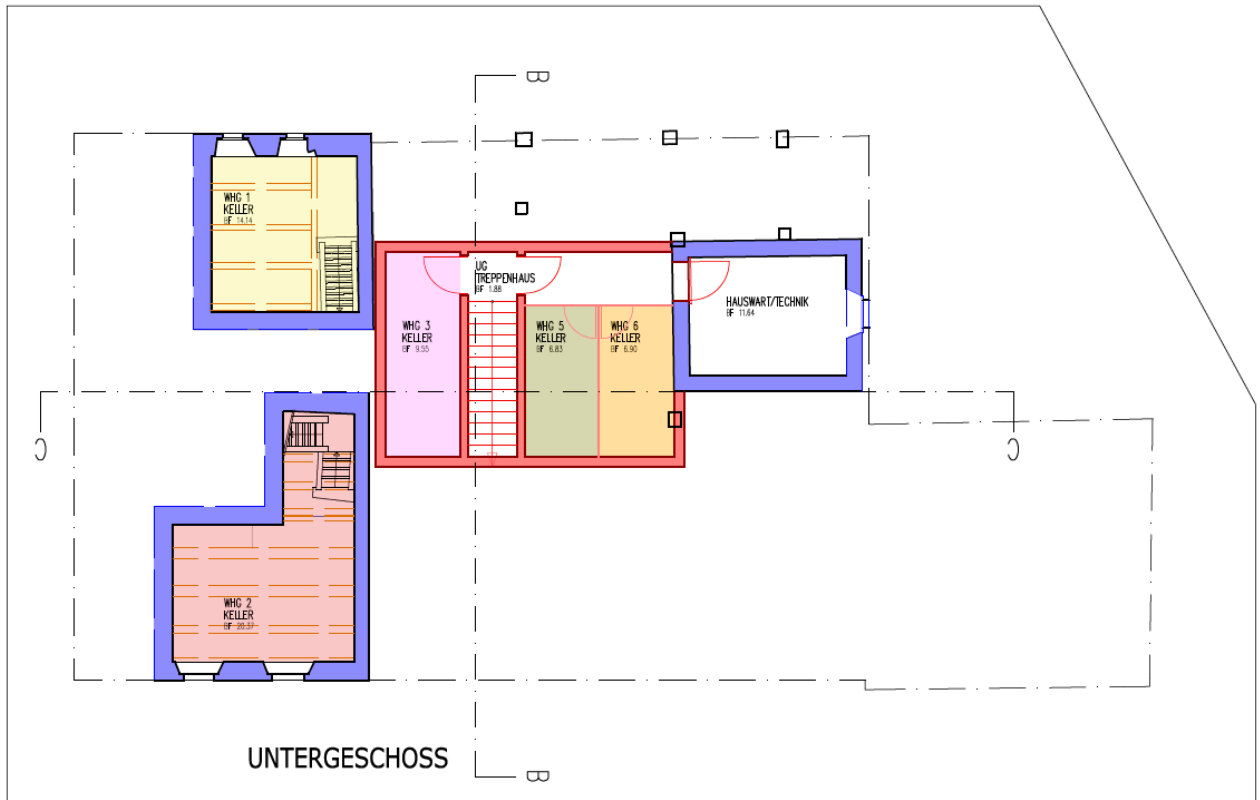 B
WHG 1
KELLER
BF 14.14
UG
TREPPENHAUS
BF 1.88
HAUSWART/TECHNIK
BF 11.64
WHG 3
KELLER
BF 9.55
WHG 5
KELLER
BF 6.83
WHG 6
KELLER
BF 6.90
C
C
WHG 2
KELLER
BF 20.37
UNTERGESCHOSS
B